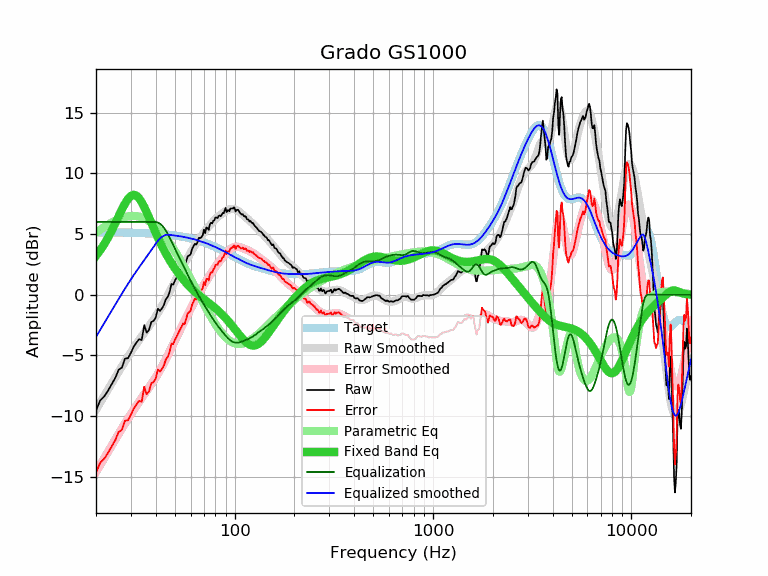 Grado GS1000
Amplitude (dBr)
15
10
5
0
−5
−10
−15
Target
Raw Smoothed
Error Smoothed
Raw
Error
Parametric Eq
Fixed Band Eq
Equalization
Equalized smoothed
100
1000
10000
Frequency (Hz)